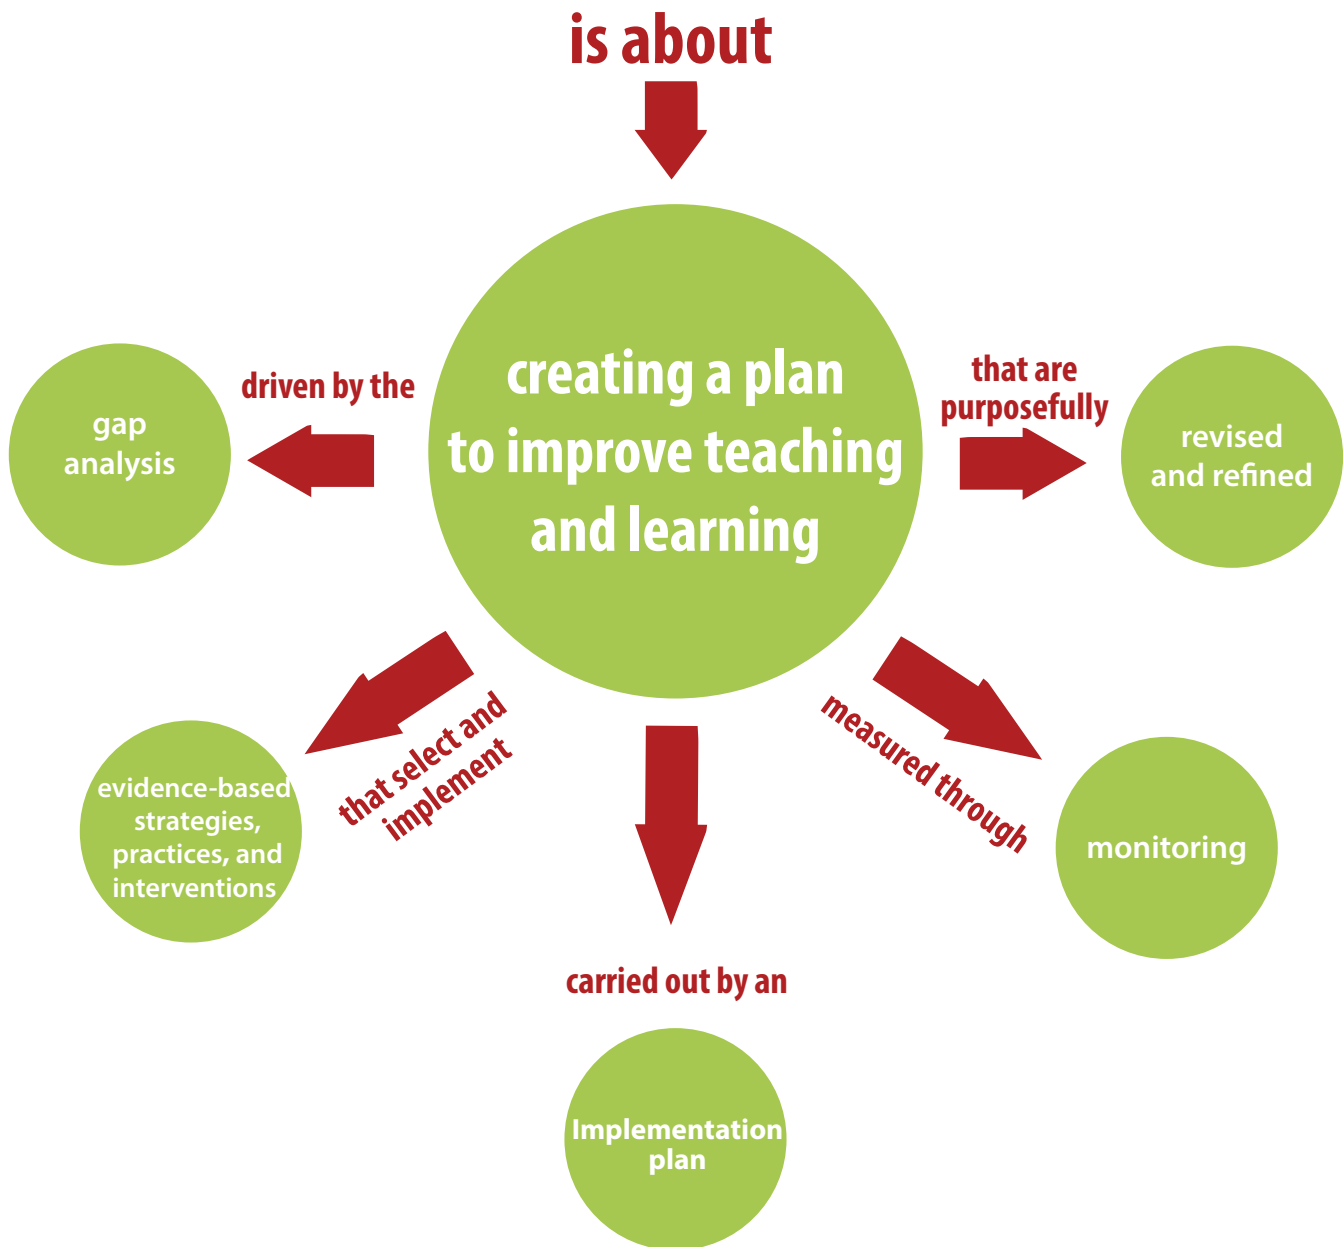 is about
creating a plan
to improve teaching
and learning
driven by the
gap
analysis
that select and
implement
evidence-based
strategies,
practices, and
interventions
carried out by an
Implementation
plan
measured through
monitoring
that are
purposefully
revised
and refined